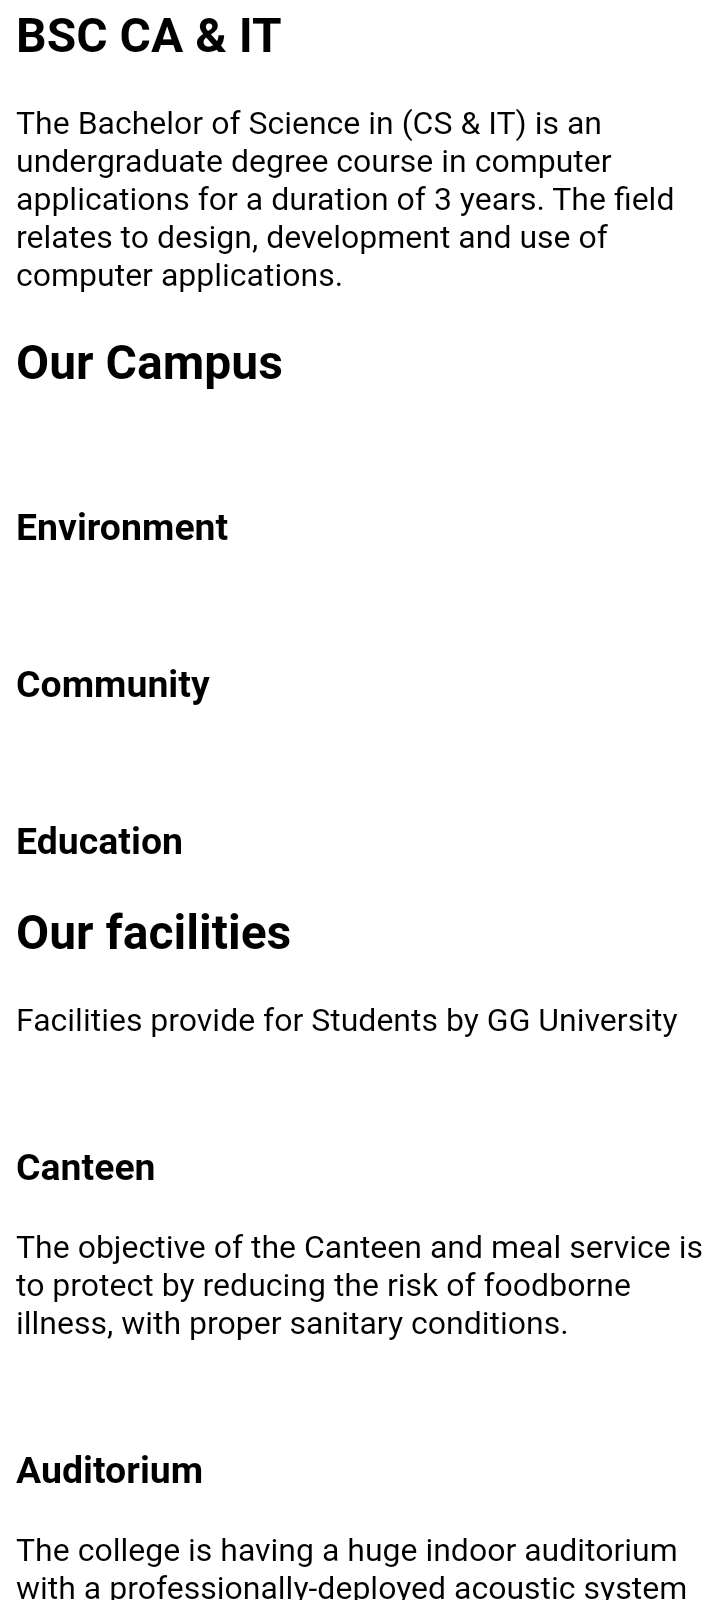 BSC CA & IT
The Bachelor of Science in (CS & IT) is an
undergraduate degree course in computer
applications for a duration of 3 years. The field
relates to design, development and use of
computer applications.
Our Campus
Environment
Community
Education
Our facilities
Facilities provide for Students by GG University
Canteen
The objective of the Canteen and meal service is
to protect by reducing the risk of foodborne
illness, with proper sanitary conditions.
Auditorium
The college is having a huge indoor auditorium
with a professionally-deployed acoustic system